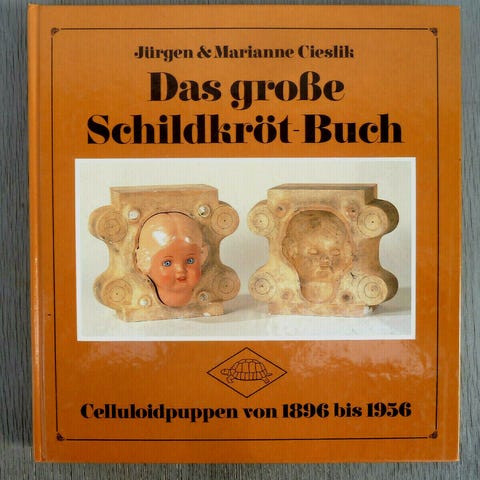 Jürgen & Marianne Cieslik
Das große
Schildkröt-Buch
Celluloidpuppen von 1896 bis 1956